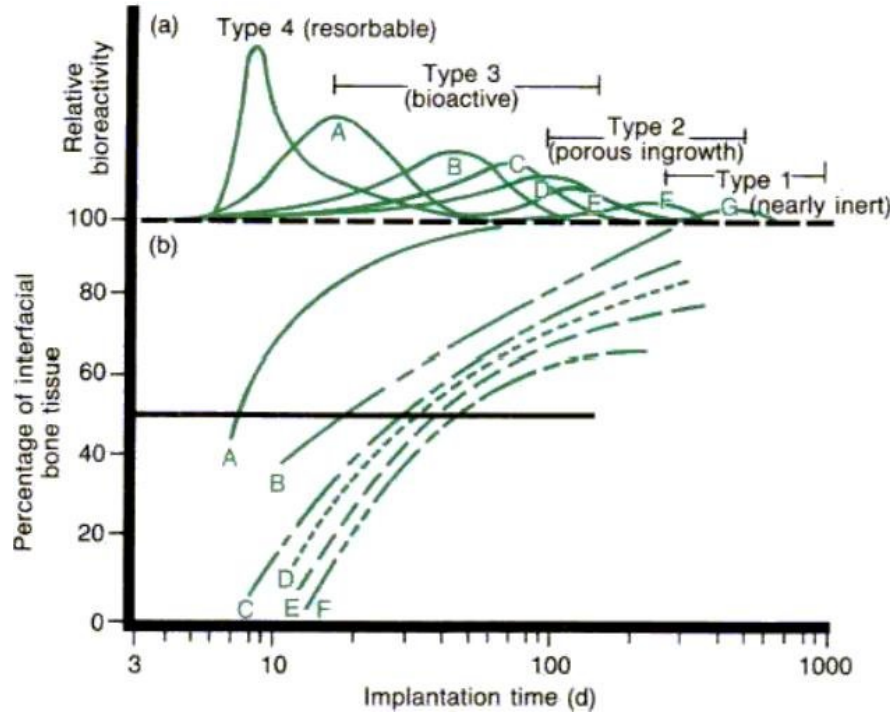 (a)
Type 4 (resorbable)
Type 3
(bioactive)
Type 2
(porous ingrowth)
Type 1
(nearly inert)
Relative
bioreactivity
A
B
C
D
E
F
G
100
(b)
80
60
40
20
0
Percentage of interfacial
bone tissue
A
B
C
D
E
F
3
10
100
1000
Implantation time (d)